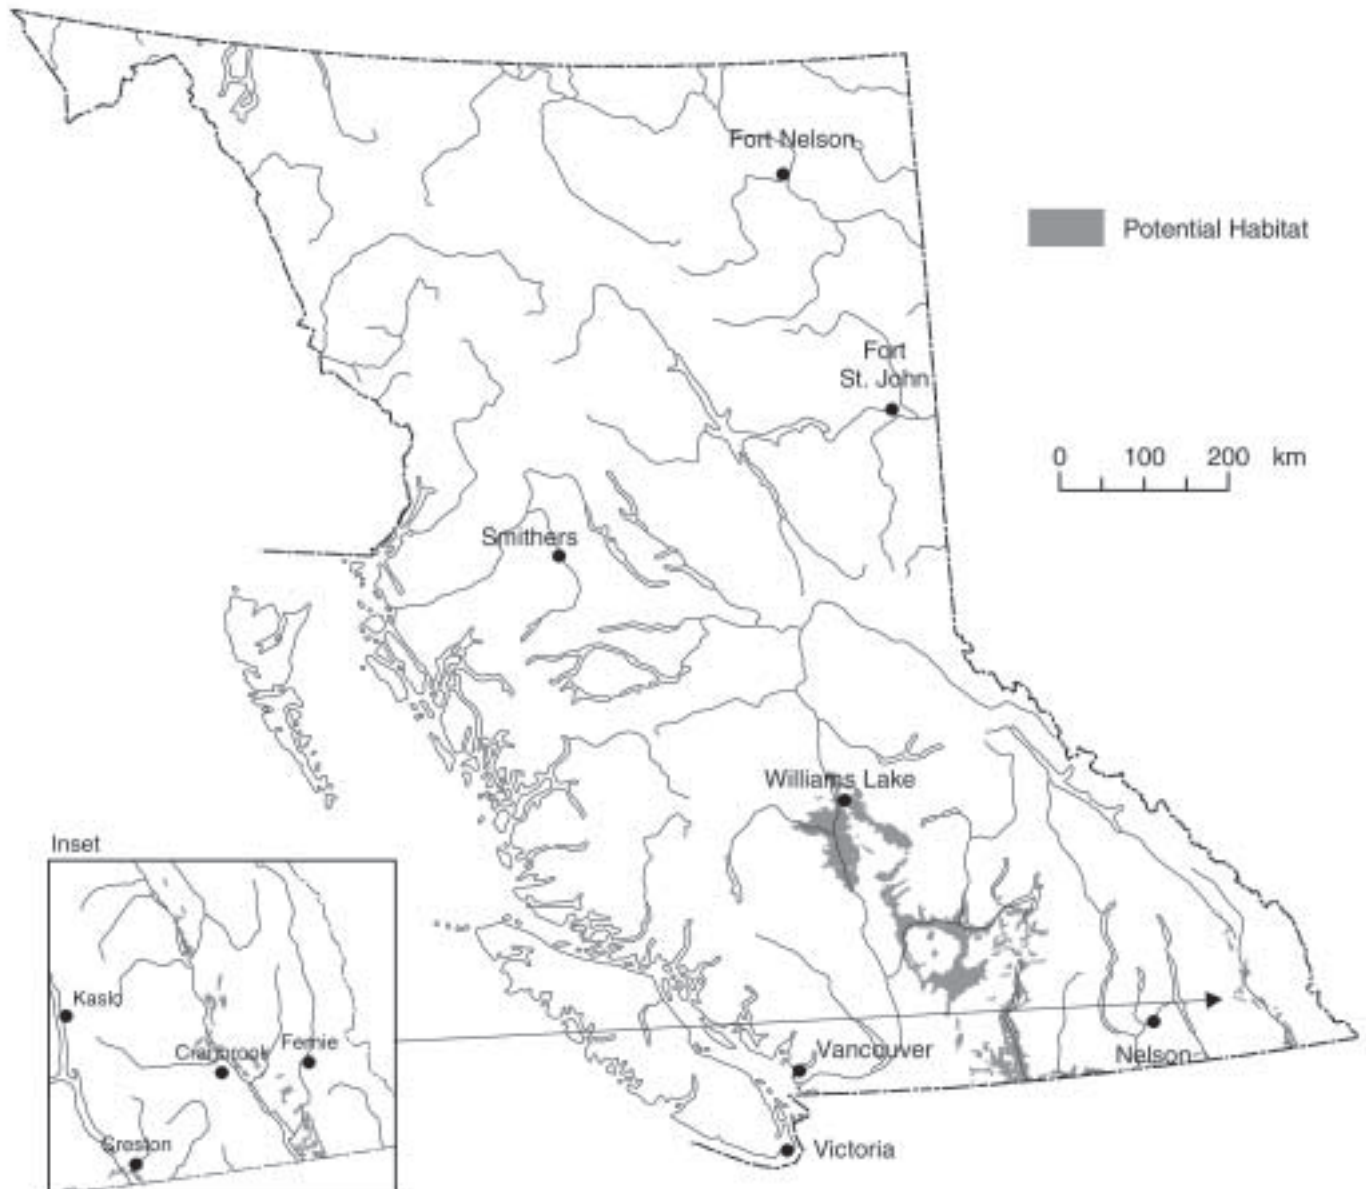 Fort Nelson
Potential Habitat
Fort
St. John
0 100 200 km
Smithers
Williams Lake
Inset
Kaslo
Cranbrook
Fernie
Creston
Vancouver
Nelson
Victoria